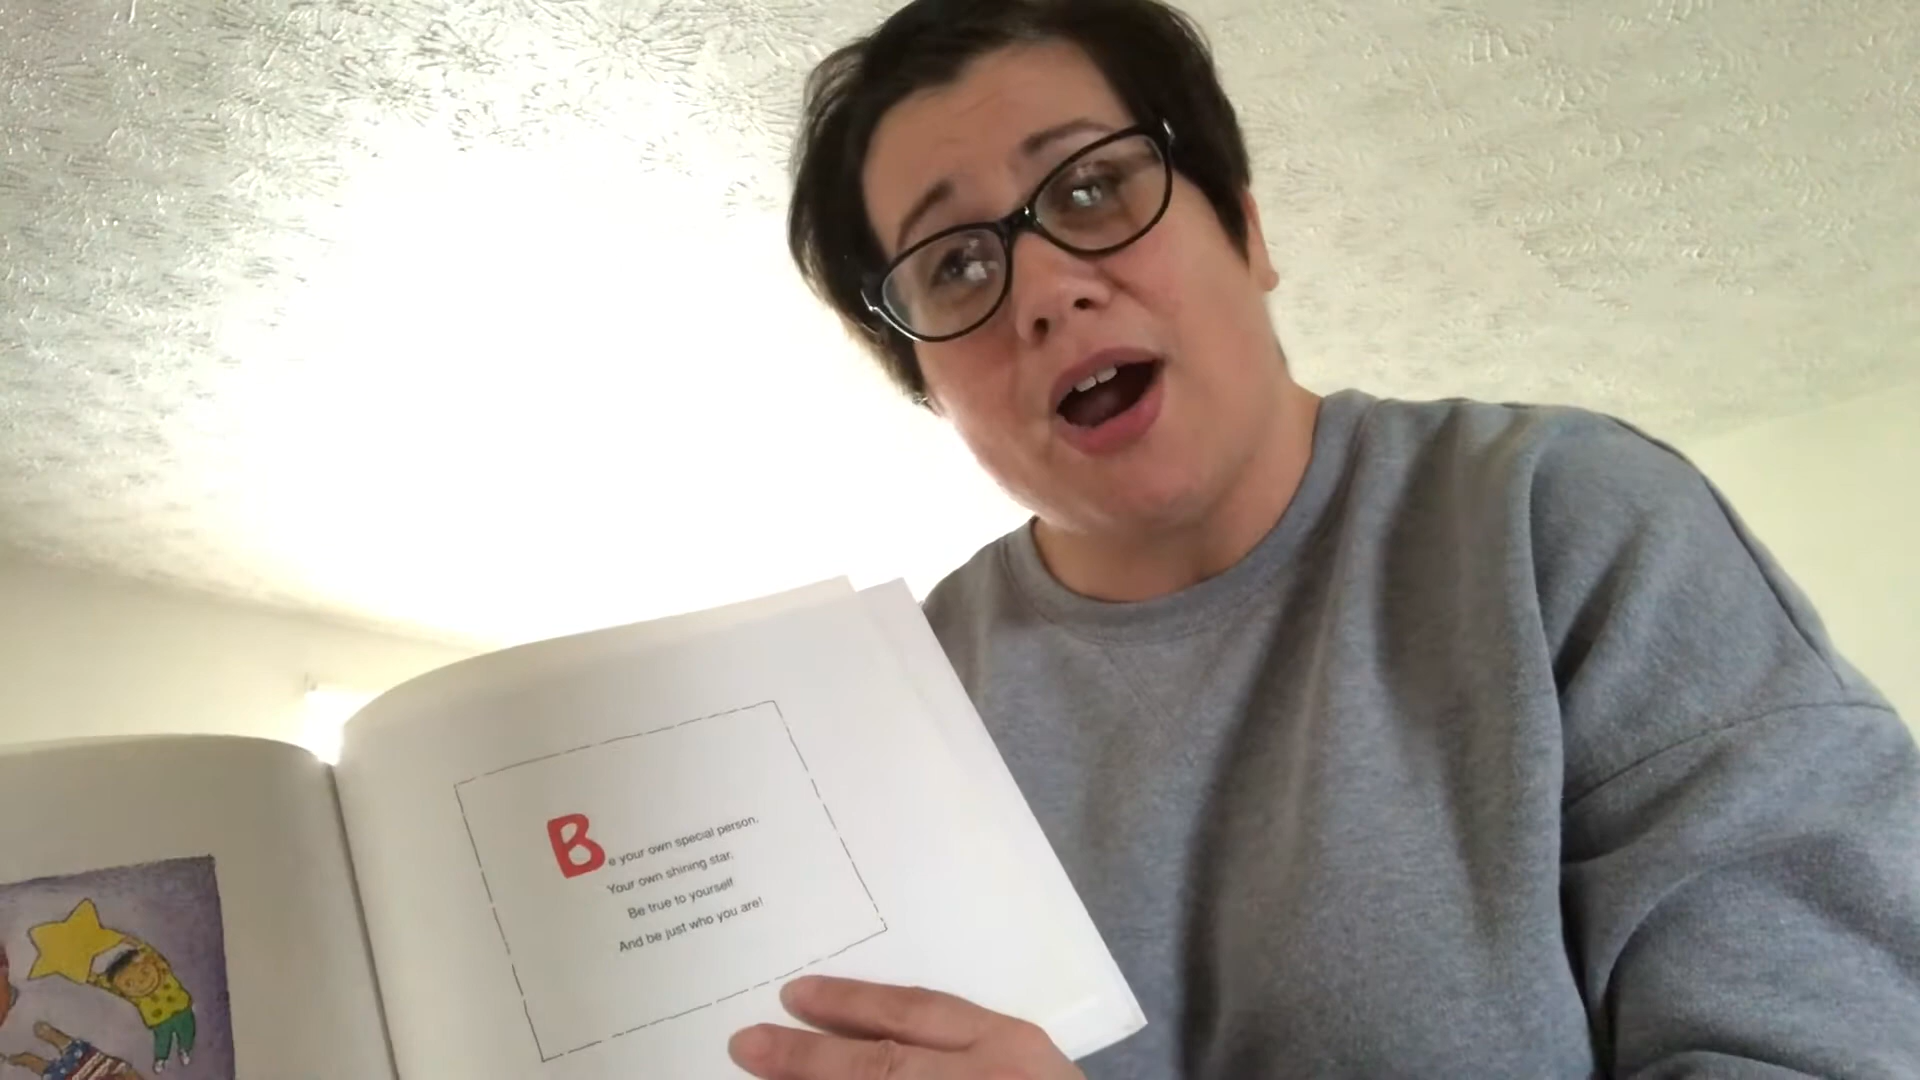 Be your own special person,
Your own shining star.
Be true to yourself
And be just who you are!